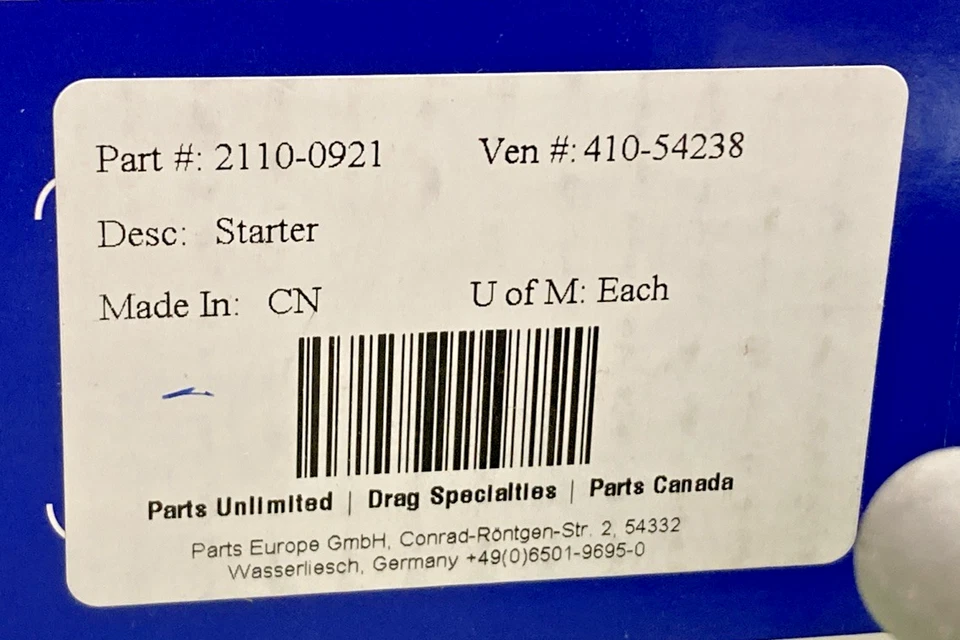 Part #: 2110-0921 Ven #: 410-54238
Desc: Starter
Made In: CN U of M: Each
Parts Unlimited | Drag Specialties | Parts Canada
Parts Europe GmbH, Conrad-Röntgen-Str. 2, 54332
Wasserliesch, Germany +49(0)6501-9695-0